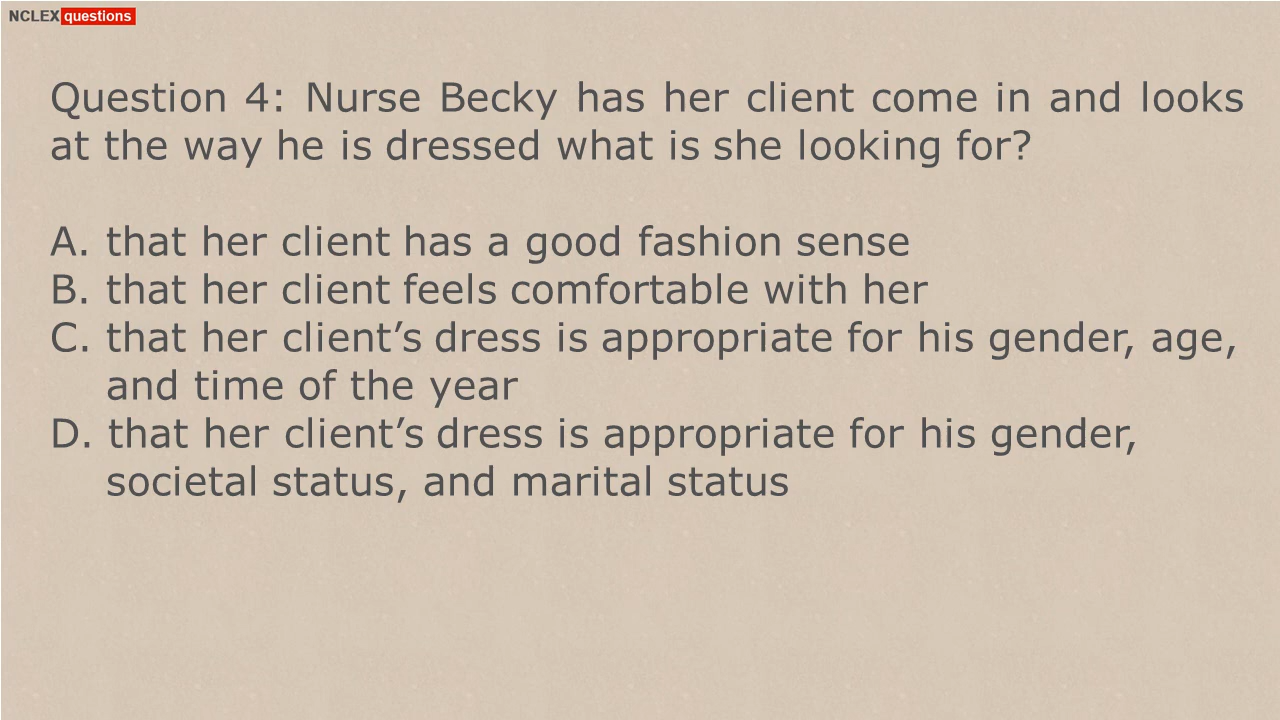 NCLEX questions
Question 4: Nurse Becky has her client come in and looks
at the way he is dressed what is she looking for?
A. that her client has a good fashion sense
B. that her client feels comfortable with her
C. that her client’s dress is appropriate for his gender, age,
and time of the year
D. that her client’s dress is appropriate for his gender,
societal status, and marital status